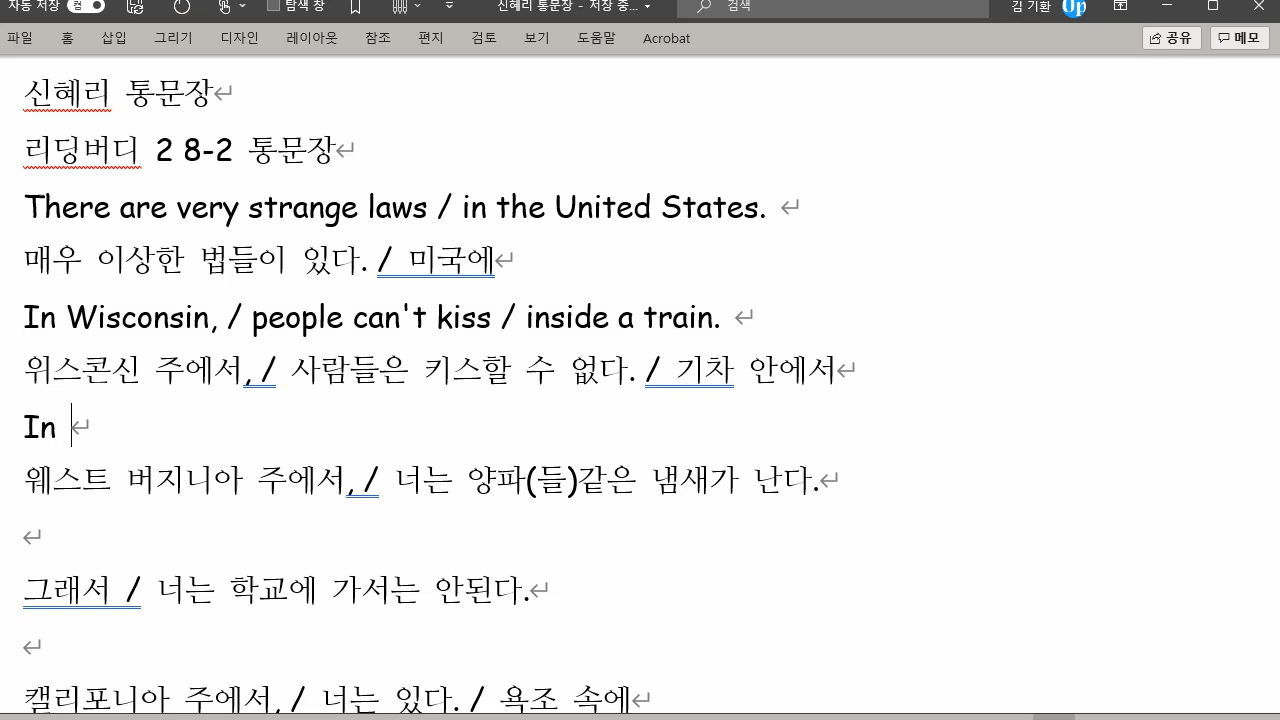 자동 저장 탐색 창 신혜리 통문장 - 저장 중... 검색 김 기환
파일 홈 삽입 그리기 디자인 레이아웃 참조 편지 검토 보기 도움말 Acrobat 공유 메모
신혜리 통문장
리딩버디 2 8-2 통문장
There are very strange laws / in the United States.
매우 이상한 법들이 있다. / 미국에
In Wisconsin, / people can't kiss / inside a train.
위스콘신 주에서, / 사람들은 키스할 수 없다. / 기차 안에서
In
웨스트 버지니아 주에서, / 너는 양파(들)같은 냄새가 난다.
그래서 / 너는 학교에 가서는 안된다.
캘리포니아 주에서, / 너는 있다. / 욕조 속에